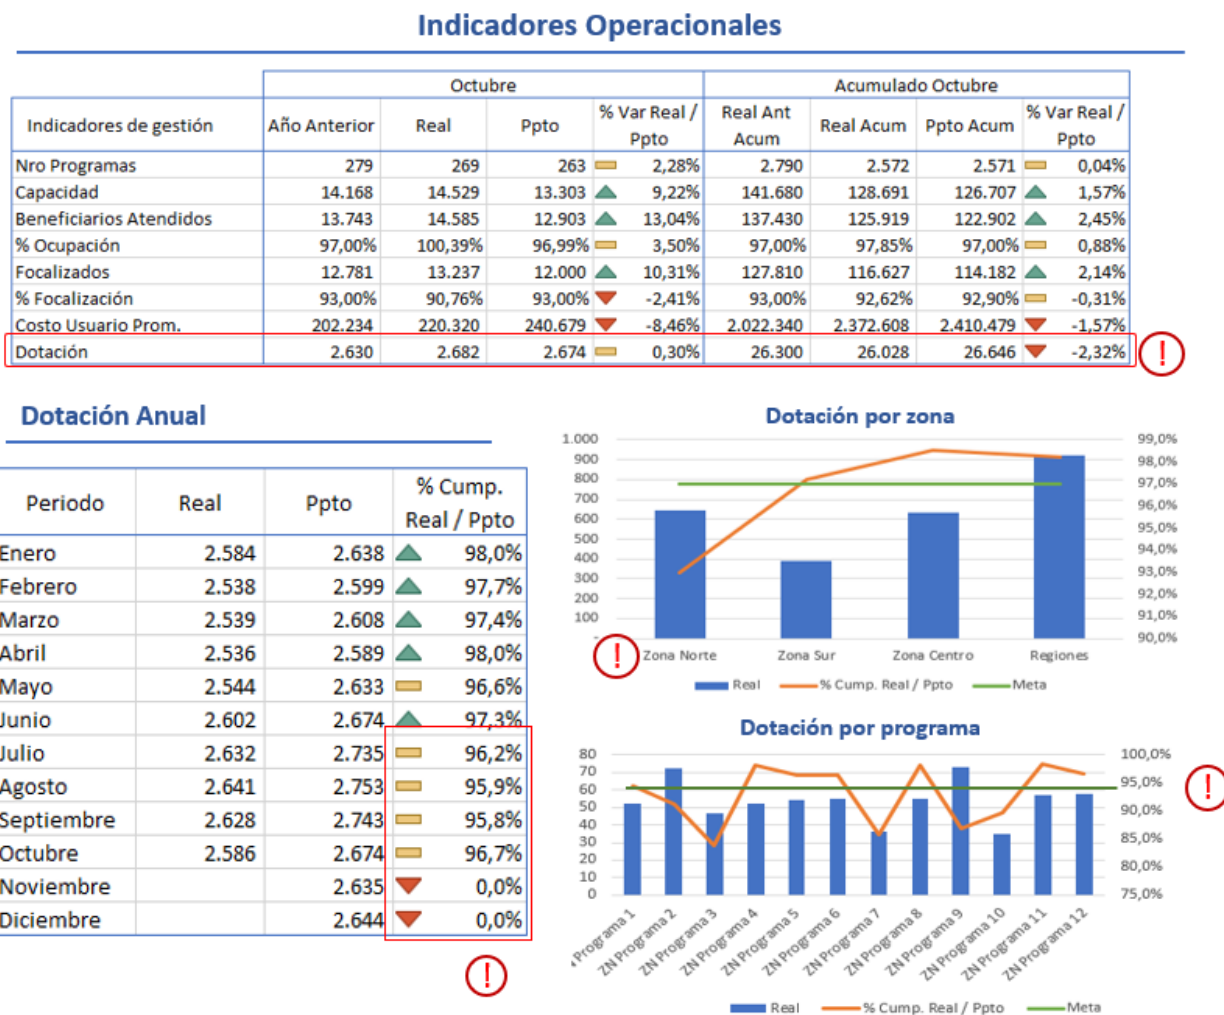 Indicadores Operacionales
Octubre Acumulado Octubre
Indicadores de gestión Año Anterior Real Ppto % Var Real / Ppto Real Ant Acum Real Acum Ppto Acum % Var Real / Ppto
Nro Programas 279 269 263 2,28% 2.790 2.572 2.571 0,04%
Capacidad 14.168 14.529 13.303 9,22% 141.680 128.691 126.707 1,57%
Beneficiarios Atendidos 13.743 14.585 12.903 13,04% 137.430 125.919 122.902 2,45%
% Ocupación 97,00% 100,39% 96,99% 3,50% 97,00% 97,85% 97,00% 0,88%
Focalizados 12.781 13.237 12.000 10,31% 127.810 116.627 114.182 2,14%
% Focalización 93,00% 90,76% 93,00% -2,41% 93,00% 92,62% 92,90% -0,31%
Costo Usuario Prom. 202.234 220.320 240.679 -8,46% 2.022.340 2.372.608 2.410.479 -1,57%
Dotación 2.630 2.682 2.674 0,30% 26.300 26.028 26.646 -2,32%
!
Dotación Anual
Periodo Real Ppto % Cump. Real / Ppto
Enero 2.584 2.638 98,0%
Febrero 2.538 2.599 97,7%
Marzo 2.539 2.608 97,4%
Abril 2.536 2.589 98,0%
Mayo 2.544 2.633 96,6%
Junio 2.602 2.674 97,3%
Julio 2.632 2.735 96,2%
Agosto 2.641 2.753 95,9%
Septiembre 2.628 2.743 95,8%
Octubre 2.586 2.674 96,7%
Noviembre 2.635 0,0%
Diciembre 2.644 0,0%
!
Dotación por zona
1.000 99,0%
900 98,0%
800 97,0%
700 96,0%
600 95,0%
500 94,0%
400 93,0%
300 92,0%
200 91,0%
100 90,0%
-
!
Zona Norte Zona Sur Zona Centro Regiones
Real % Cump. Real / Ppto Meta
Dotación por programa
80 100,0%
70 95,0%
60 90,0%
50 85,0%
40 80,0%
30 75,0%
20
10
0
!
Programa 1
ZN Programa 2
ZN Programa 3
ZN Programa 4
ZN Programa 5
ZN Programa 6
ZN Programa 7
ZN Programa 8
ZN Programa 9
ZN Programa 10
ZN Programa 11
ZN Programa 12
Real % Cump. Real / Ppto Meta